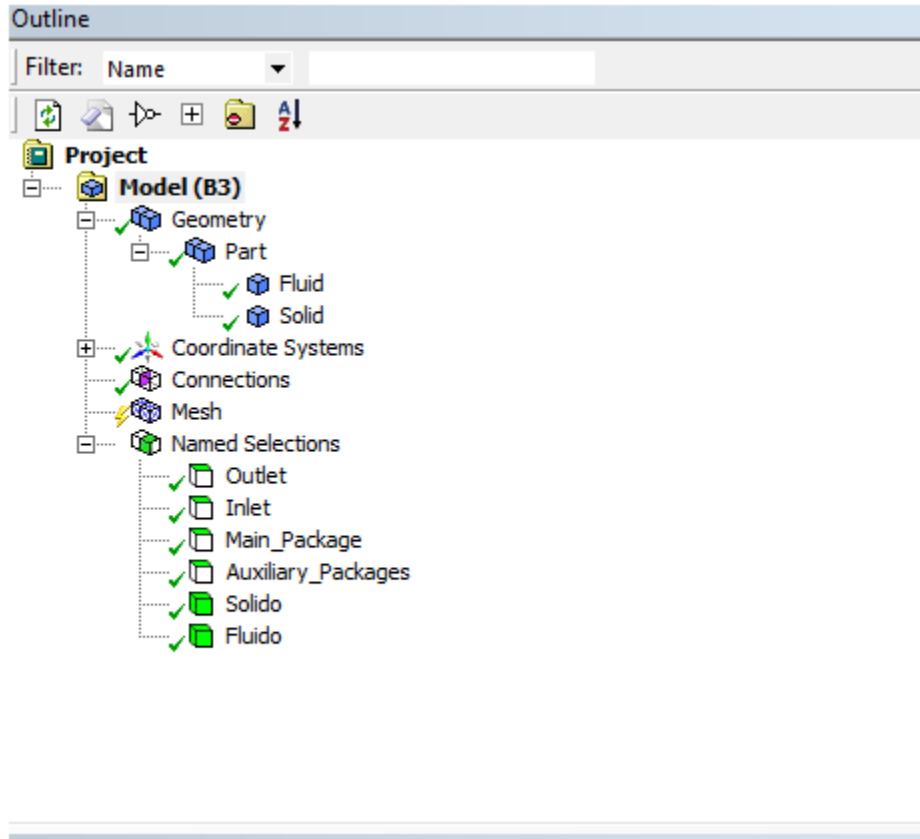 Outline
Filter: Name
Project
Model (B3)
Geometry
Part
Fluid
Solid
Coordinate Systems
Connections
Mesh
Named Selections
Outlet
Inlet
Main_Package
Auxiliary_Packages
Solido
Fluido